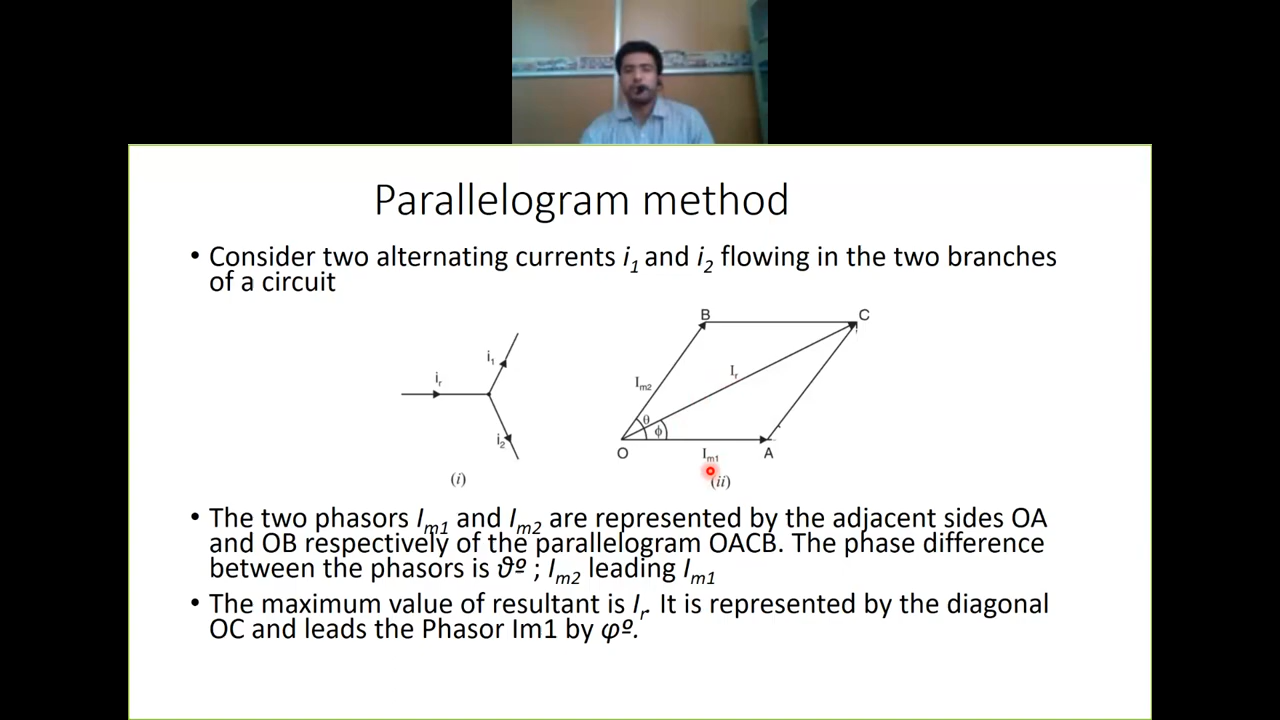 Parallelogram method
• Consider two alternating currents i1 and i2 flowing in the two branches
of a circuit
B
C
i1
Ir
ir
Im2
θ
ϕ
i2
O
Im1
A
(i)
(ii)
• The two phasors Im1 and Im2 are represented by the adjacent sides OA
and OB respectively of the parallelogram OACB. The phase difference
between the phasors is ϑº ; Im2 leading Im1
• The maximum value of resultant is Ir. It is represented by the diagonal
OC and leads the Phasor Im1 by φº.